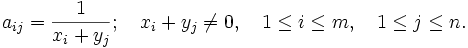 a_{ij} = \frac{1}{x_i + y_j}; \quad x_i + y_j \neq 0, \quad 1 \leq i \leq m, \quad 1 \leq j \leq n.